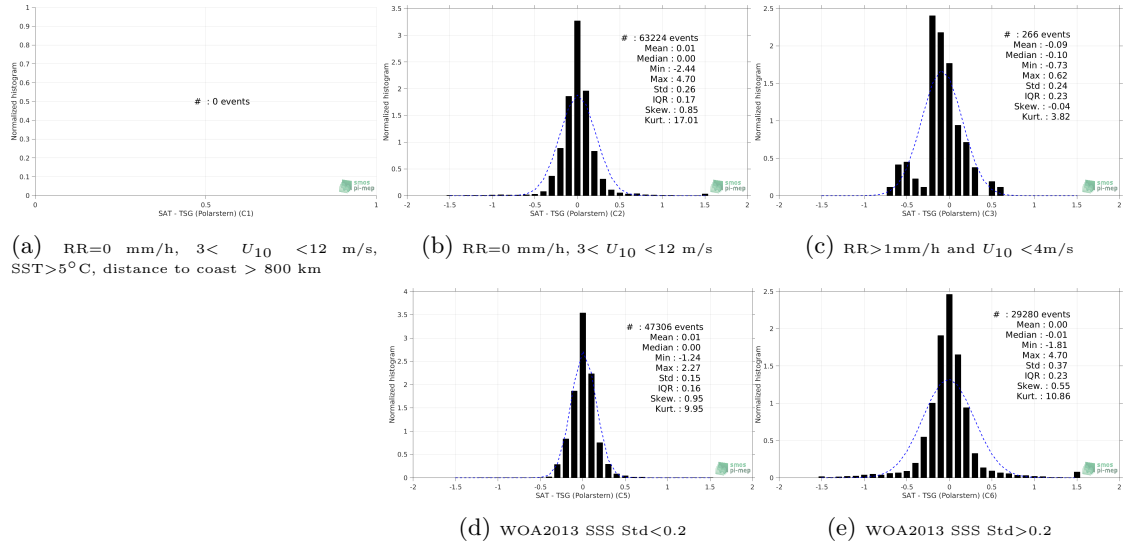 1
0.9
0.8
0.7
0.6
0.5
0.4
0.3
0.2
0.1
0
Normalized histogram
# : 0 events
smos
pi-mep
0 0.5 1
SAT - TSG (Polarstern) (C1)
(a) RR=0 mm/h, 3< U10 <12 m/s,
SST>5°C, distance to coast > 800 km
3.5
3
2.5
2
1.5
1
0.5
0
Normalized histogram
# : 63224 events
Mean : 0.01
Median : 0.00
Min : -2.44
Max : 4.70
Std : 0.26
IQR : 0.17
Skew. : 0.85
Kurt. : 17.01
smos
pi-mep
-2 -1.5 -1 -0.5 0 0.5 1 1.5 2
SAT - TSG (Polarstern) (C2)
(b) RR=0 mm/h, 3< U10 <12 m/s
2.5
2
1.5
1
0.5
0
Normalized histogram
# : 266 events
Mean : -0.09
Median : -0.10
Min : -0.73
Max : 0.62
Std : 0.24
IQR : 0.23
Skew. : -0.04
Kurt. : 3.82
smos
pi-mep
-2 -1.5 -1 -0.5 0 0.5 1 1.5 2
SAT - TSG (Polarstern) (C3)
(c) RR>1mm/h and U10 <4m/s
4
3.5
3
2.5
2
1.5
1
0.5
0
Normalized histogram
# : 47306 events
Mean : 0.01
Median : 0.00
Min : -1.24
Max : 2.27
Std : 0.15
IQR : 0.16
Skew. : 0.95
Kurt. : 9.95
smos
pi-mep
-2 -1.5 -1 -0.5 0 0.5 1 1.5 2
SAT - TSG (Polarstern) (C5)
(d) WOA2013 SSS Std<0.2
2.5
2
1.5
1
0.5
0
Normalized histogram
# : 29280 events
Mean : 0.00
Median : -0.01
Min : -1.81
Max : 4.70
Std : 0.37
IQR : 0.23
Skew. : 0.55
Kurt. : 10.86
smos
pi-mep
-2 -1.5 -1 -0.5 0 0.5 1 1.5 2
SAT - TSG (Polarstern) (C6)
(e) WOA2013 SSS Std>0.2